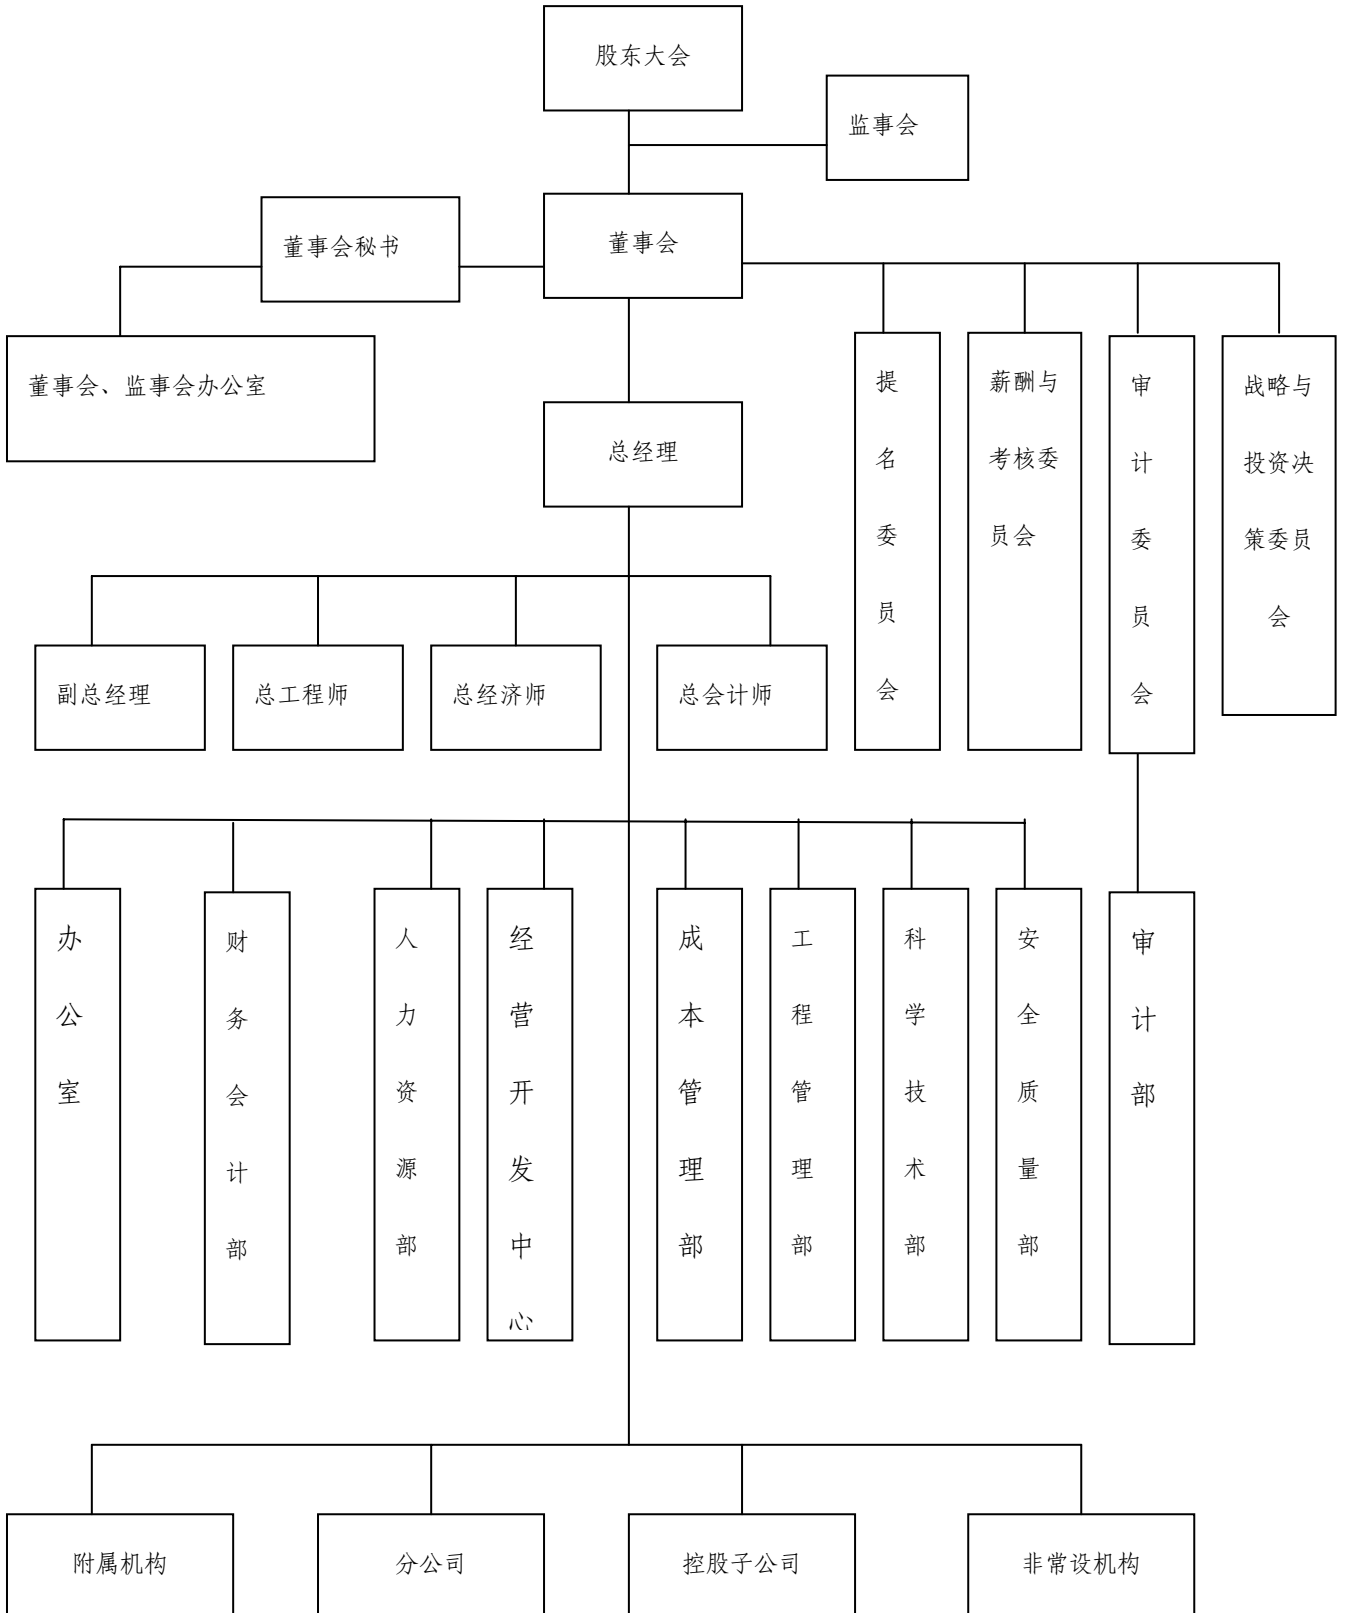 股东大会
监事会
董事会秘书
董事会
董事会、监事会办公室
总经理
提名委员会
薪酬与
考核委
员会
审计委员会
战略与
投资决
策委员
会
副总经理
总工程师
总经济师
总会计师
办公室
财务会计部
人力资源部
经营开发中心
成本管理部
工程管理部
科学技术部
安全质量部
审计部
附属机构
分公司
控股子公司
非常设机构